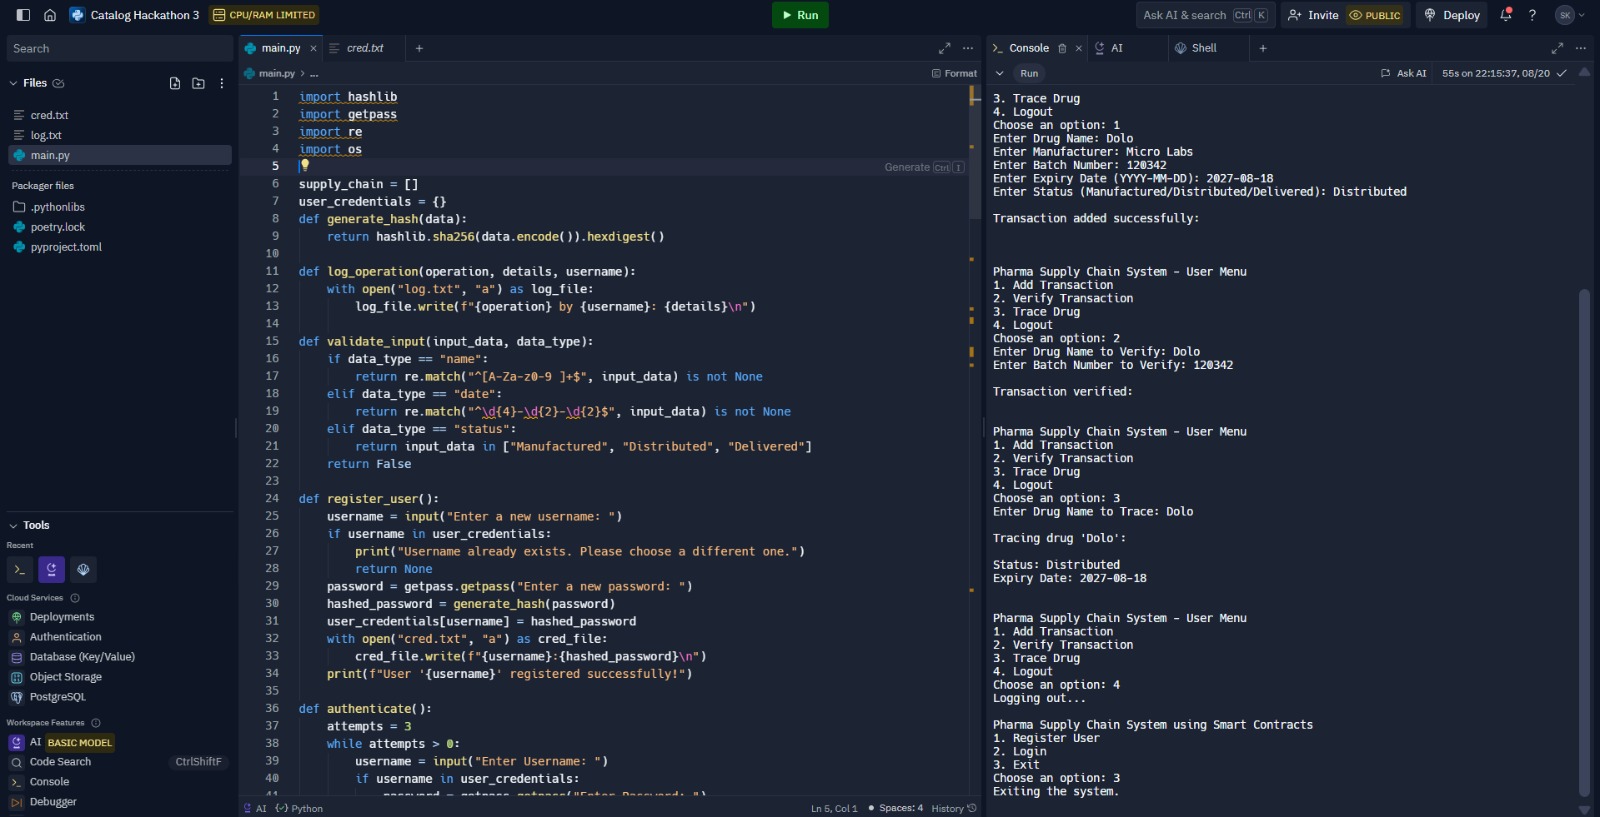 Catalog Hackathon 3
CPU/RAM LIMITED
Run
Ask AI & search Ctrl K
Invite
PUBLIC
Deploy
?
SK
Search
Files
cred.txt
log.txt
main.py
Packager files
.pythonlibs
poetry.lock
pyproject.toml
Tools
Recent
Cloud Services
Deployments
Authentication
Database (Key/Value)
Object Storage
PostgreSQL
Workspace Features
AI BASIC MODEL
Code Search CtrlShiftF
Console
Debugger
main.py × cred.txt +
main.py > ...
Format
1 import hashlib
2 import getpass
3 import re
4 import os
5
Generate Ctrl I
6 supply_chain = []
7 user_credentials = {}
8 def generate_hash(data):
9     return hashlib.sha256(data.encode()).hexdigest()
10
11 def log_operation(operation, details, username):
12     with open("log.txt", "a") as log_file:
13         log_file.write(f"{operation} by {username}: {details}\n")
14
15 def validate_input(input_data, data_type):
16     if data_type == "name":
17         return re.match("^[A-Za-z0-9 ]+$", input_data) is not None
18     elif data_type == "date":
19         return re.match("^\d{4}-\d{2}-\d{2}$", input_data) is not None
20     elif data_type == "status":
21         return input_data in ["Manufactured", "Distributed", "Delivered"]
22     return False
23
24 def register_user():
25     username = input("Enter a new username: ")
26     if username in user_credentials:
27         print("Username already exists. Please choose a different one.")
28         return None
29     password = getpass.getpass("Enter a new password: ")
30     hashed_password = generate_hash(password)
31     user_credentials[username] = hashed_password
32     with open("cred.txt", "a") as cred_file:
33         cred_file.write(f"{username}:{hashed_password}\n")
34     print(f"User '{username}' registered successfully!")
35
36 def authenticate():
37     attempts = 3
38     while attempts > 0:
39         username = input("Enter Username: ")
40         if username in user_credentials:
41             password = getpass.getpass("Enter Password: ")
AI Python
Ln 5, Col 1 • Spaces: 4 History
Console × AI Shell +
Run
Ask AI 55s on 22:15:37, 08/20
3. Trace Drug
4. Logout
Choose an option: 1
Enter Drug Name: Dolo
Enter Manufacturer: Micro Labs
Enter Batch Number: 120342
Enter Expiry Date (YYYY-MM-DD): 2027-08-18
Enter Status (Manufactured/Distributed/Delivered): Distributed
Transaction added successfully:
Pharma Supply Chain System - User Menu
1. Add Transaction
2. Verify Transaction
3. Trace Drug
4. Logout
Choose an option: 2
Enter Drug Name to Verify: Dolo
Enter Batch Number to Verify: 120342
Transaction verified:
Pharma Supply Chain System - User Menu
1. Add Transaction
2. Verify Transaction
3. Trace Drug
4. Logout
Choose an option: 3
Enter Drug Name to Trace: Dolo
Tracing drug 'Dolo':
Status: Distributed
Expiry Date: 2027-08-18
Pharma Supply Chain System - User Menu
1. Add Transaction
2. Verify Transaction
3. Trace Drug
4. Logout
Choose an option: 4
Logging out...
Pharma Supply Chain System using Smart Contracts
1. Register User
2. Login
3. Exit
Choose an option: 3
Exiting the system.